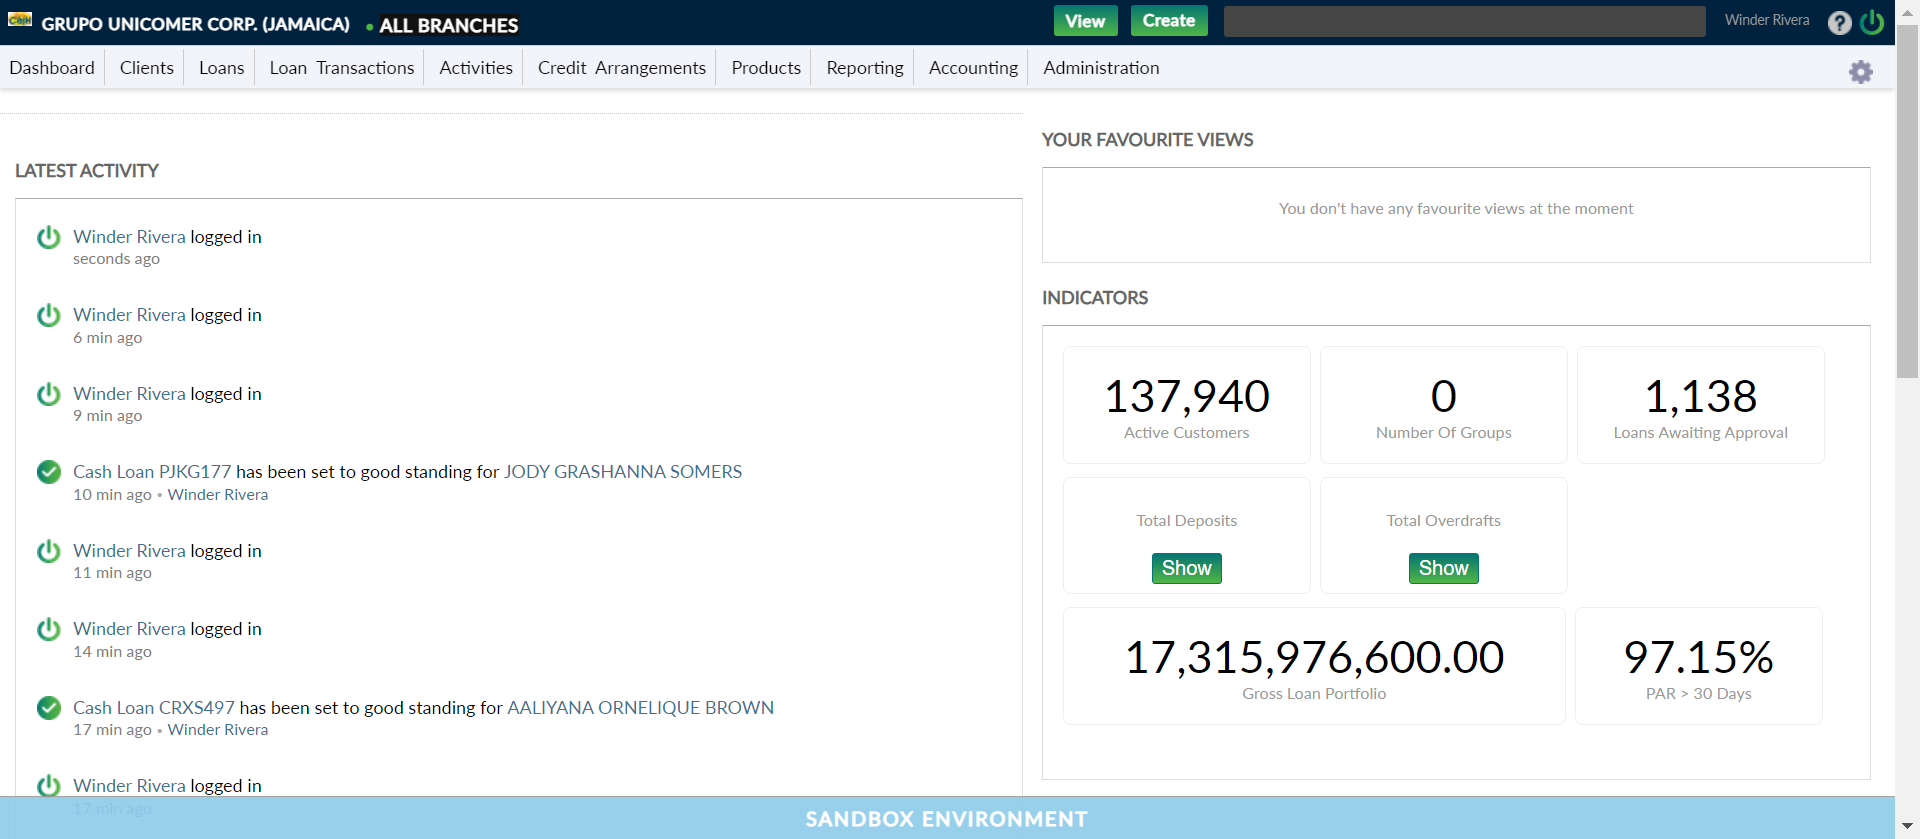 Cash GRUPO UNICOMER CORP. (JAMAICA) • ALL BRANCHES View Create Winder Rivera ?
Dashboard Clients Loans Loan Transactions Activities Credit Arrangements Products Reporting Accounting Administration
LATEST ACTIVITY
Winder Rivera logged in
seconds ago
Winder Rivera logged in
6 min ago
Winder Rivera logged in
9 min ago
Cash Loan PJKG177 has been set to good standing for JODY GRASHANNA SOMERS
10 min ago • Winder Rivera
Winder Rivera logged in
11 min ago
Winder Rivera logged in
14 min ago
Cash Loan CRXS497 has been set to good standing for AALIYANA ORNELIQUE BROWN
17 min ago • Winder Rivera
Winder Rivera logged in
17 min ago
YOUR FAVOURITE VIEWS
You don't have any favourite views at the moment
INDICATORS
137,940
Active Customers
0
Number Of Groups
1,138
Loans Awaiting Approval
Total Deposits
Show
Total Overdrafts
Show
17,315,976,600.00
Gross Loan Portfolio
97.15%
PAR > 30 Days
SANDBOX ENVIRONMENT